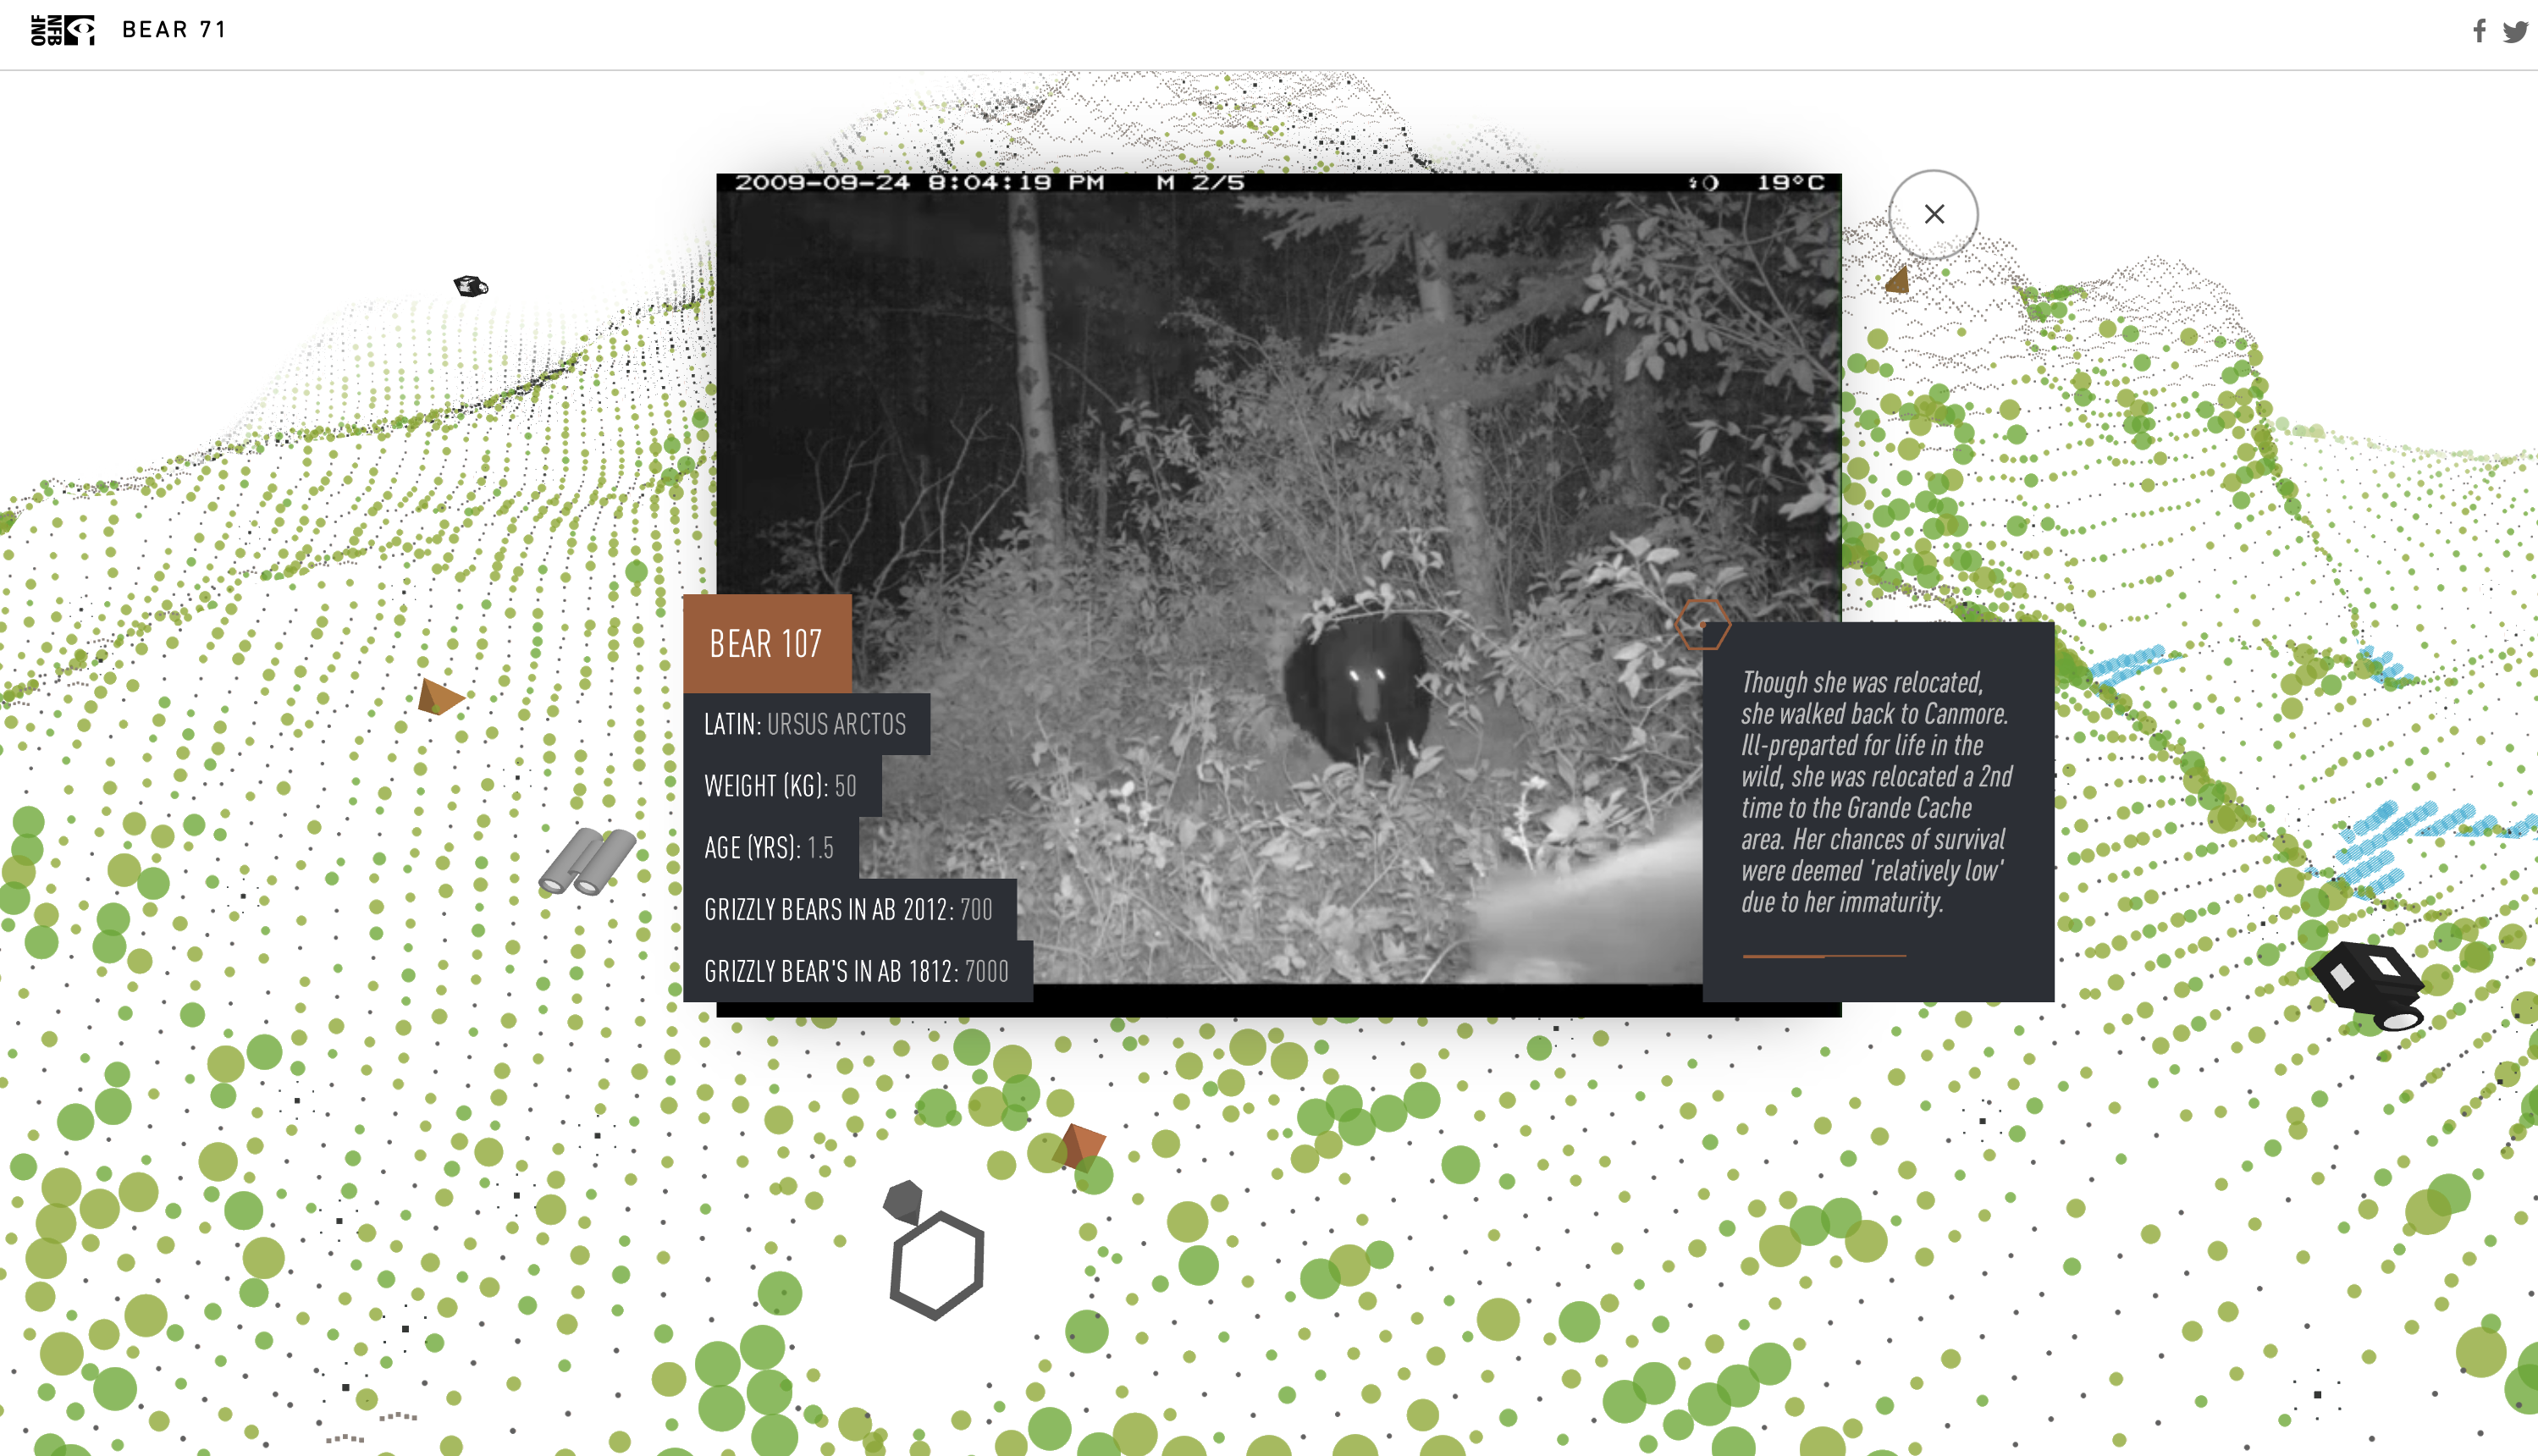 ONF
NFB
BEAR 71
2009-09-24 8:04:19 PM M 2/5 19°C
BEAR 107
LATIN: URSUS ARCTOS
WEIGHT (KG): 50
AGE (YRS): 1.5
GRIZZLY BEARS IN AB 2012: 700
GRIZZLY BEAR'S IN AB 1812: 7000
Though she was relocated,
she walked back to Canmore.
Ill-preparted for life in the
wild, she was relocated a 2nd
time to the Grande Cache
area. Her chances of survival
were deemed 'relatively low'
due to her immaturity.